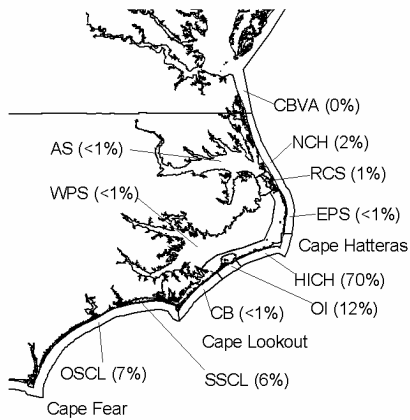 CBVA (0%)
NCH (2%)
AS (<1%)
RCS (1%)
WPS (<1%)
EPS (<1%)
Cape Hatteras
HICH (70%)
OI (12%)
CB (<1%)
Cape Lookout
OSCL (7%)
SSCL (6%)
Cape Fear